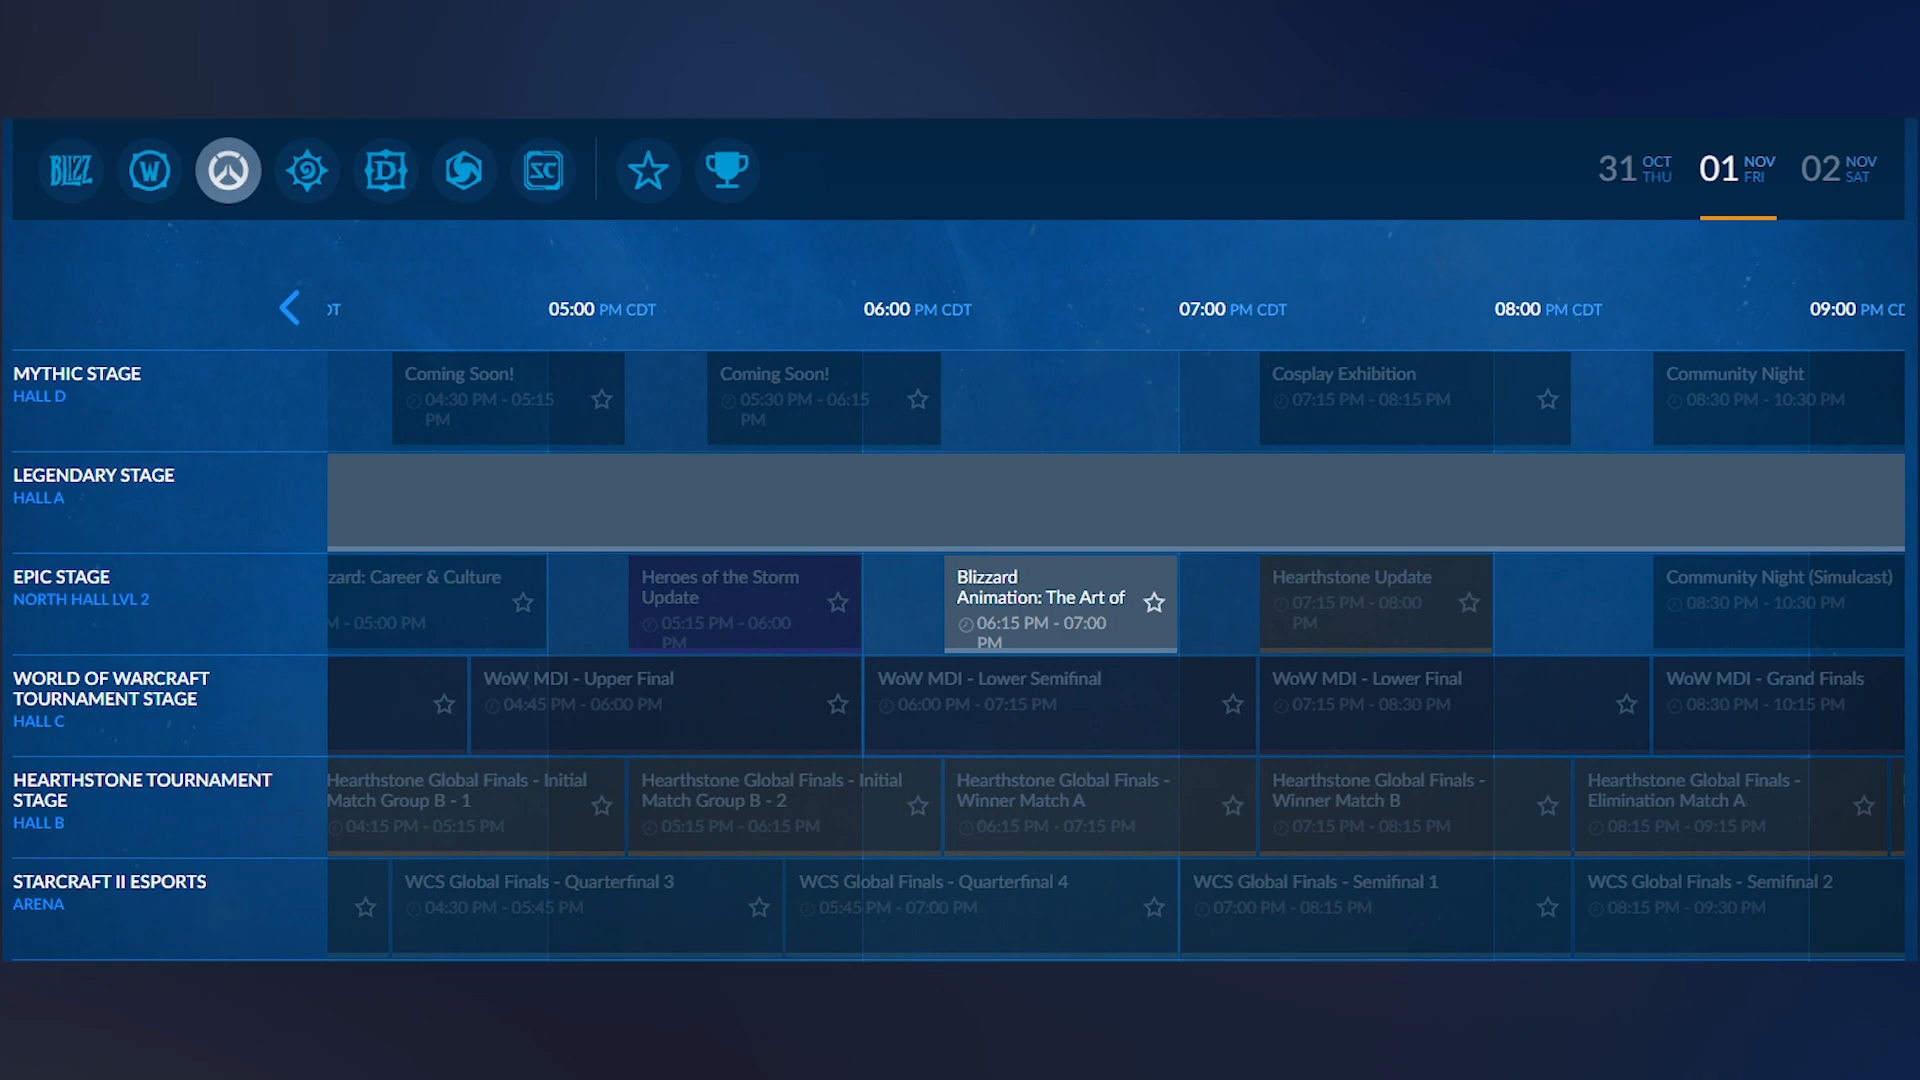 BLIZZ
W
D
SC
31 OCT THU
01 NOV FRI
02 NOV SAT
DT
05:00 PM CDT
06:00 PM CDT
07:00 PM CDT
08:00 PM CDT
09:00 PM CD
MYTHIC STAGE
HALL D
Coming Soon!
04:30 PM - 05:15
PM
Coming Soon!
05:30 PM - 06:15
PM
Cosplay Exhibition
07:15 PM - 08:15 PM
Community Night
08:30 PM - 10:30 PM
LEGENDARY STAGE
HALL A
EPIC STAGE
NORTH HALL LVL 2
zard: Career & Culture
M - 05:00 PM
Heroes of the Storm
Update
05:15 PM - 06:00
PM
Blizzard
Animation: The Art of
06:15 PM - 07:00
PM
Hearthstone Update
07:15 PM - 08:00
PM
Community Night (Simulcast)
08:30 PM - 10:30 PM
WORLD OF WARCRAFT
TOURNAMENT STAGE
HALL C
WoW MDI - Upper Final
04:45 PM - 06:00 PM
WoW MDI - Lower Semifinal
06:00 PM - 07:15 PM
WoW MDI - Lower Final
07:15 PM - 08:30 PM
WoW MDI - Grand Finals
08:30 PM - 10:15 PM
HEARTHSTONE TOURNAMENT
STAGE
HALL B
Hearthstone Global Finals - Initial
Match Group B - 1
04:15 PM - 05:15 PM
Hearthstone Global Finals - Initial
Match Group B - 2
05:15 PM - 06:15 PM
Hearthstone Global Finals -
Winner Match A
06:15 PM - 07:15 PM
Hearthstone Global Finals -
Winner Match B
07:15 PM - 08:15 PM
Hearthstone Global Finals -
Elimination Match A
08:15 PM - 09:15 PM
STARCRAFT II ESPORTS
ARENA
WCS Global Finals - Quarterfinal 3
04:30 PM - 05:45 PM
WCS Global Finals - Quarterfinal 4
05:45 PM - 07:00 PM
WCS Global Finals - Semifinal 1
07:00 PM - 08:15 PM
WCS Global Finals - Semifinal 2
08:15 PM - 09:30 PM